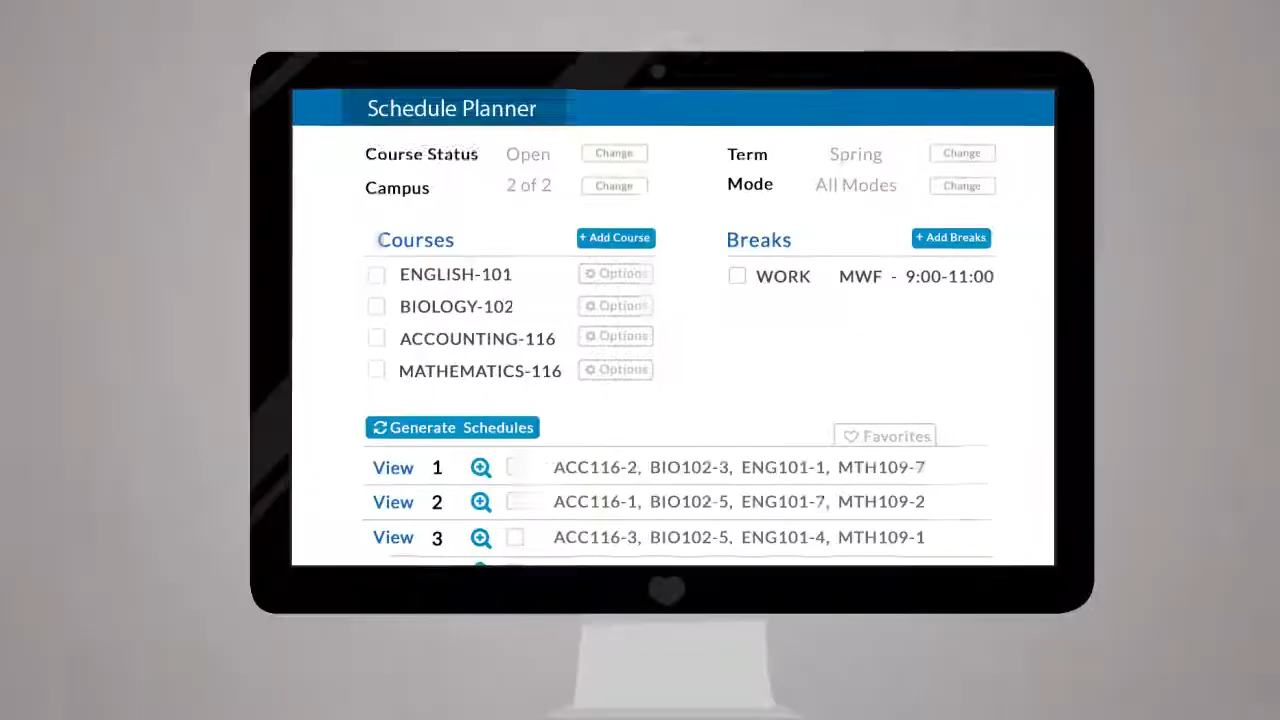 Schedule Planner
Course Status Open Change Term Spring Change
Campus 2 of 2 Change Mode All Modes Change
Courses + Add Course Breaks + Add Breaks
ENGLISH-101 Options WORK MWF - 9:00-11:00
BIOLOGY-102 Options
ACCOUNTING-116 Options
MATHEMATICS-116 Options
Generate Schedules Favorites
View 1 ACC116-2, BIO102-3, ENG101-1, MTH109-7
View 2 ACC116-1, BIO102-5, ENG101-7, MTH109-2
View 3 ACC116-3, BIO102-5, ENG101-4, MTH109-1